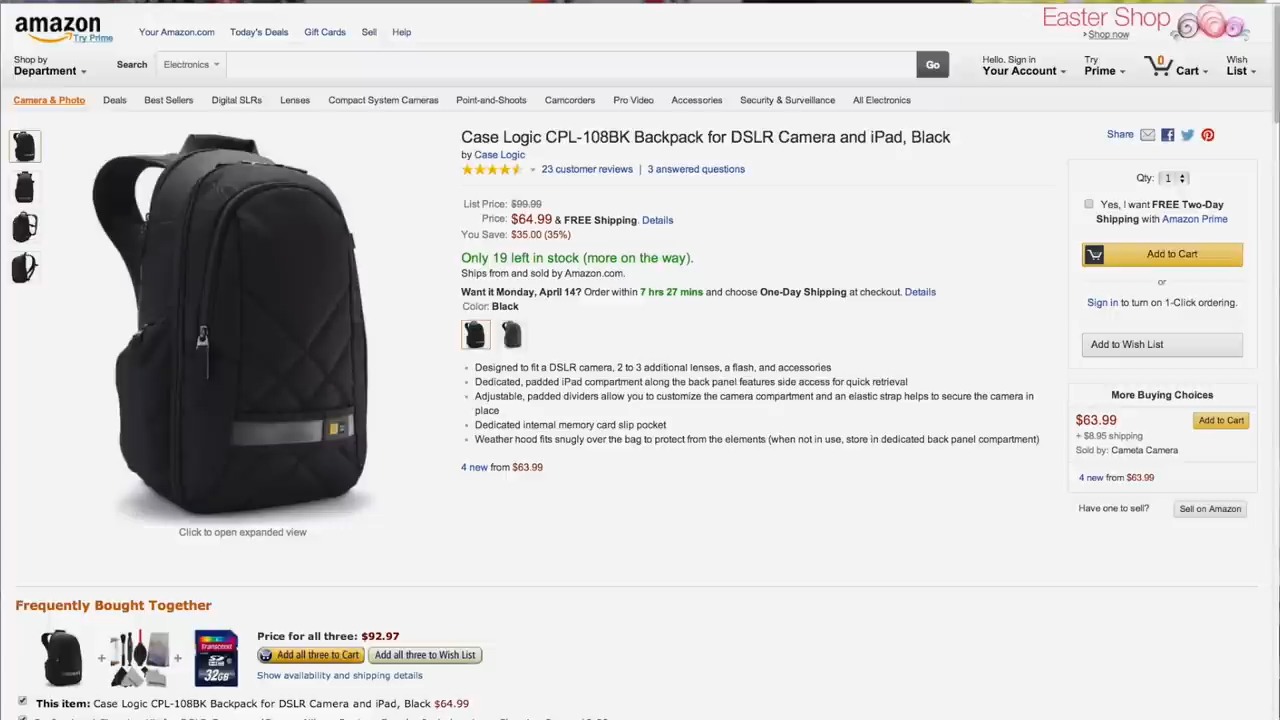 amazon
Try Prime
Your Amazon.com Today's Deals Gift Cards Sell Help
Easter Shop
› Shop now
Shop by
Department
Search Electronics Go
Hello. Sign in
Your Account
Try
Prime
0
Cart
Wish
List
Camera & Photo Deals Best Sellers Digital SLRs Lenses Compact System Cameras Point-and-Shoots Camcorders Pro Video Accessories Security & Surveillance All Electronics
Case Logic CPL-108BK Backpack for DSLR Camera and iPad, Black
by Case Logic
23 customer reviews | 3 answered questions
List Price: $99.99
Price: $64.99 & FREE Shipping. Details
You Save: $35.00 (35%)
Only 19 left in stock (more on the way).
Ships from and sold by Amazon.com.
Want it Monday, April 14? Order within 7 hrs 27 mins and choose One-Day Shipping at checkout. Details
Color: Black
• Designed to fit a DSLR camera, 2 to 3 additional lenses, a flash, and accessories
• Dedicated, padded iPad compartment along the back panel features side access for quick retrieval
• Adjustable, padded dividers allow you to customize the camera compartment and an elastic strap helps to secure the camera in
place
• Dedicated internal memory card slip pocket
• Weather hood fits snugly over the bag to protect from the elements (when not in use, store in dedicated back panel compartment)
4 new from $63.99
Click to open expanded view
Share
Qty: 1
Yes, I want FREE Two-Day
Shipping with Amazon Prime
Add to Cart
or
Sign in to turn on 1-Click ordering.
Add to Wish List
More Buying Choices
$63.99 Add to Cart
+ $8.95 shipping
Sold by: Cameta Camera
4 new from $63.99
Have one to sell? Sell on Amazon
Frequently Bought Together
Transcend
32GB
Price for all three: $92.97
Add all three to Cart Add all three to Wish List
Show availability and shipping details
This item: Case Logic CPL-108BK Backpack for DSLR Camera and iPad, Black $64.99